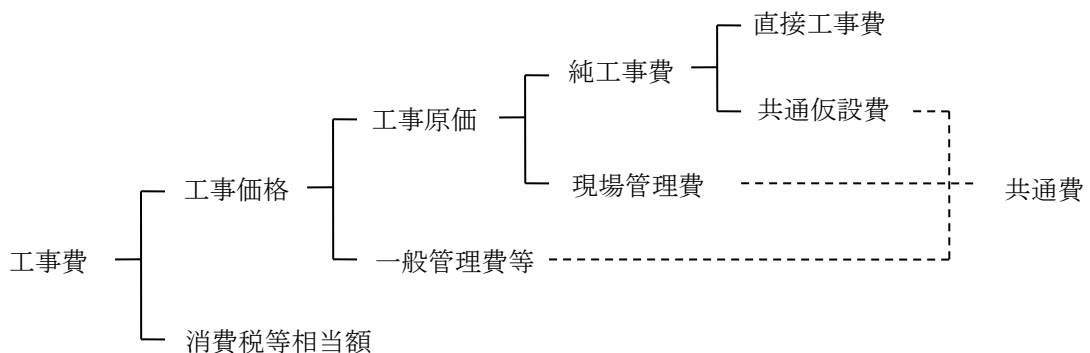 直接工事費
純工事費
共通仮設費
工事原価
工事価格
現場管理費
共通費
工事費
一般管理費等
消費税等相当額